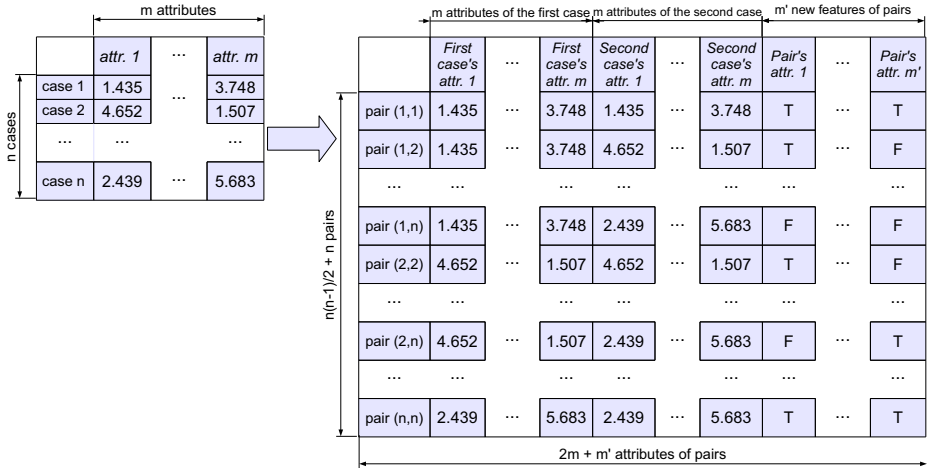 m attributes
attr. 1 ... attr. m
case 1 1.435 ... 3.748
case 2 4.652 1.507
... ... ...
case n 2.439 ... 5.683
n cases
m attributes of the first case m attributes of the second case m' new features of pairs
First case's attr. 1 ... First case's attr. m Second case's attr. 1 ... Second case's attr. m Pair's attr. 1 ... Pair's attr. m'
pair (1,1) 1.435 ... 3.748 1.435 ... 3.748 T ... T
pair (1,2) 1.435 ... 3.748 4.652 ... 1.507 T ... F
... ... ... ... ... ... ...
pair (1,n) 1.435 ... 3.748 2.439 ... 5.683 F ... F
pair (2,2) 4.652 ... 1.507 4.652 ... 1.507 T ... F
... ... ... ... ... ... ...
pair (2,n) 4.652 ... 1.507 2.439 ... 5.683 F ... T
... ... ... ... ... ... ...
pair (n,n) 2.439 ... 5.683 2.439 ... 5.683 T ... T
n(n-1)/2 + n pairs
2m + m' attributes of pairs